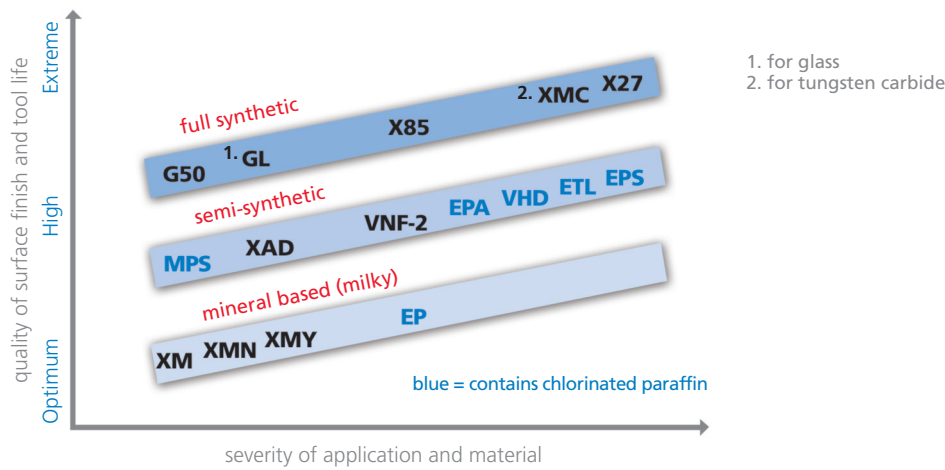 quality of surface finish and tool life
Extreme
High
Optimum
full synthetic
G50
1. GL
X85
2. XMC
X27
semi-synthetic
MPS
XAD
VNF-2
EPA
VHD
ETL
EPS
mineral based (milky)
XM
XMN
XMY
EP
blue = contains chlorinated paraffin
severity of application and material
1. for glass
2. for tungsten carbide